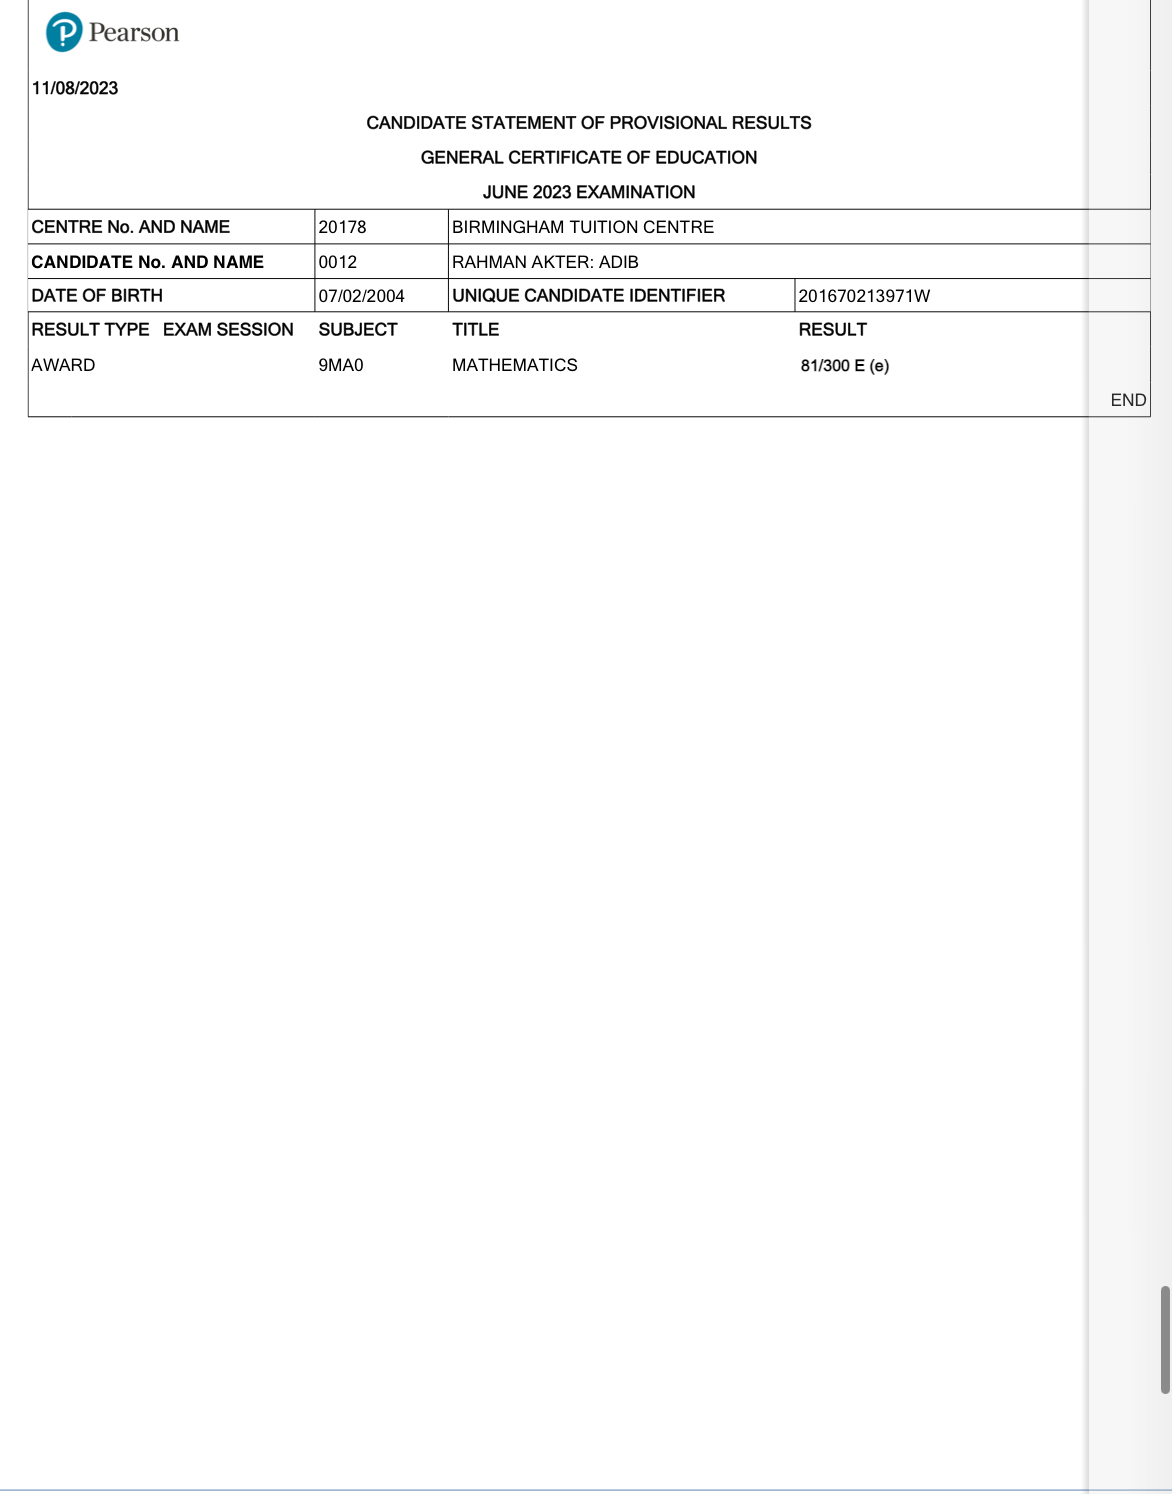 Pearson
11/08/2023
CANDIDATE STATEMENT OF PROVISIONAL RESULTS
GENERAL CERTIFICATE OF EDUCATION
JUNE 2023 EXAMINATION
CENTRE No. AND NAME 20178 BIRMINGHAM TUITION CENTRE
CANDIDATE No. AND NAME 0012 RAHMAN AKTER: ADIB
DATE OF BIRTH 07/02/2004 UNIQUE CANDIDATE IDENTIFIER 201670213971W
RESULT TYPE EXAM SESSION SUBJECT TITLE RESULT
AWARD 9MA0 MATHEMATICS 81/300 E (e)
END